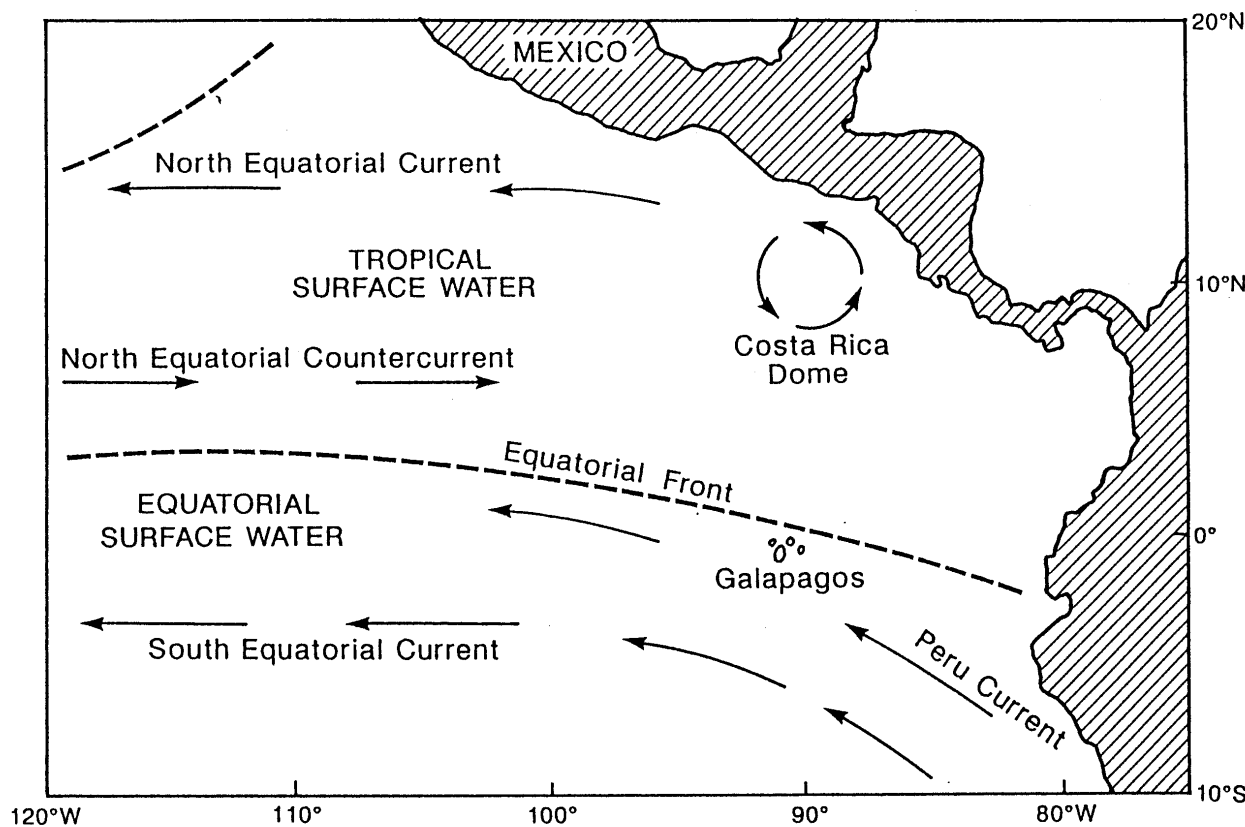 20°N
MEXICO
North Equatorial Current
TROPICAL
SURFACE WATER
10°N
North Equatorial Countercurrent
Costa Rica
Dome
Equatorial Front
EQUATORIAL
SURFACE WATER
0°
Galapagos
South Equatorial Current
Peru Current
10°S
120°W
110°
100°
90°
80°W